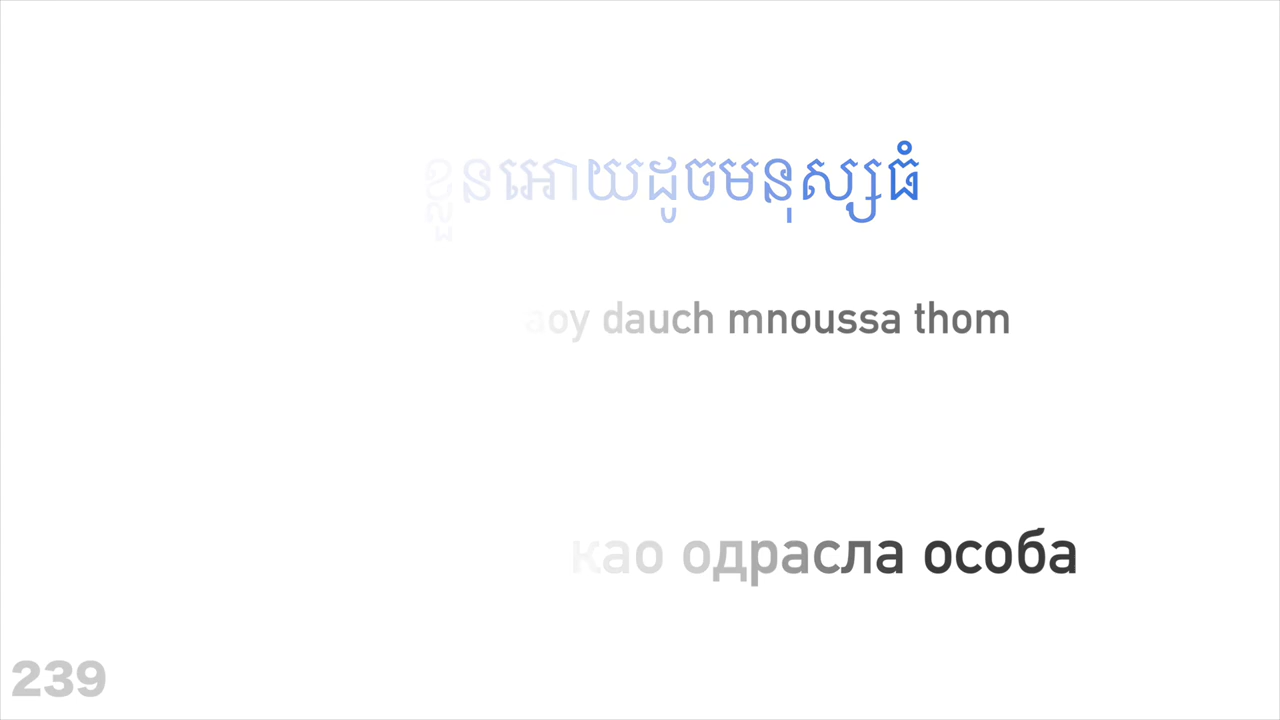 ខ្លួនអោយដូចមនុស្សធំ
aoy dauch mnoussa thom
као одрасла особа
239